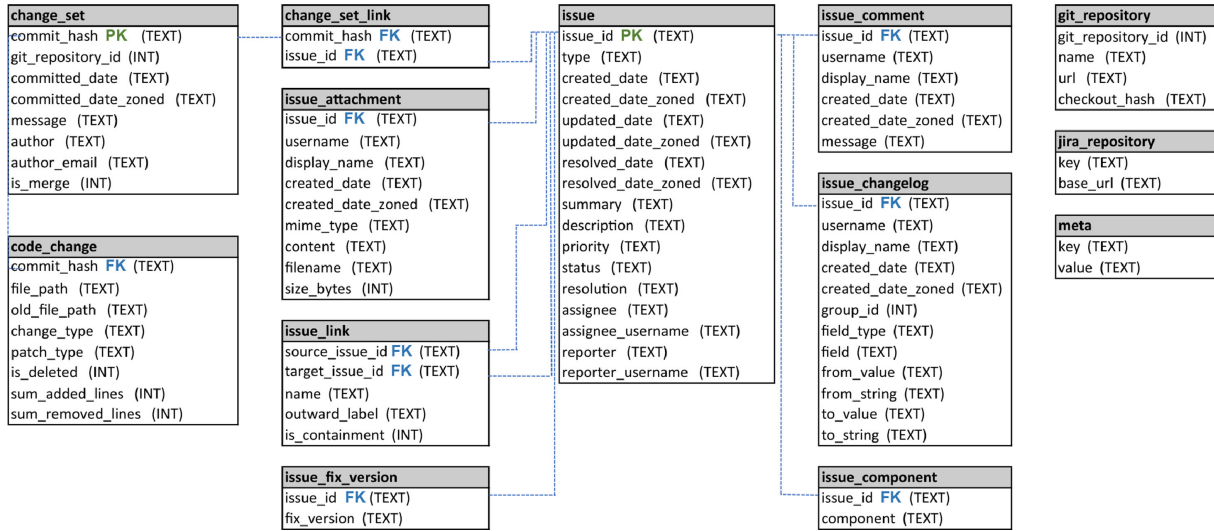 change_set
commit_hash PK (TEXT)
git_repository_id (INT)
committed_date (TEXT)
committed_date_zoned (TEXT)
message (TEXT)
author (TEXT)
author_email (TEXT)
is_merge (INT)
code_change
commit_hash FK (TEXT)
file_path (TEXT)
old_file_path (TEXT)
change_type (TEXT)
patch_type (TEXT)
is_deleted (INT)
sum_added_lines (INT)
sum_removed_lines (INT)
change_set_link
commit_hash FK (TEXT)
issue_id FK (TEXT)
issue_attachment
issue_id FK (TEXT)
username (TEXT)
display_name (TEXT)
created_date (TEXT)
created_date_zoned (TEXT)
mime_type (TEXT)
content (TEXT)
filename (TEXT)
size_bytes (INT)
issue_link
source_issue_id FK (TEXT)
target_issue_id FK (TEXT)
name (TEXT)
outward_label (TEXT)
is_containment (INT)
issue_fix_version
issue_id FK (TEXT)
fix_version (TEXT)
issue
issue_id PK (TEXT)
type (TEXT)
created_date (TEXT)
created_date_zoned (TEXT)
updated_date (TEXT)
updated_date_zoned (TEXT)
resolved_date (TEXT)
resolved_date_zoned (TEXT)
summary (TEXT)
description (TEXT)
priority (TEXT)
status (TEXT)
resolution (TEXT)
assignee (TEXT)
assignee_username (TEXT)
reporter (TEXT)
reporter_username (TEXT)
issue_comment
issue_id FK (TEXT)
username (TEXT)
display_name (TEXT)
created_date (TEXT)
created_date_zoned (TEXT)
message (TEXT)
issue_changelog
issue_id FK (TEXT)
username (TEXT)
display_name (TEXT)
created_date (TEXT)
created_date_zoned (TEXT)
group_id (INT)
field_type (TEXT)
field (TEXT)
from_value (TEXT)
from_string (TEXT)
to_value (TEXT)
to_string (TEXT)
issue_component
issue_id FK (TEXT)
component (TEXT)
git_repository
git_repository_id (INT)
name (TEXT)
url (TEXT)
checkout_hash (TEXT)
jira_repository
key (TEXT)
base_url (TEXT)
meta
key (TEXT)
value (TEXT)